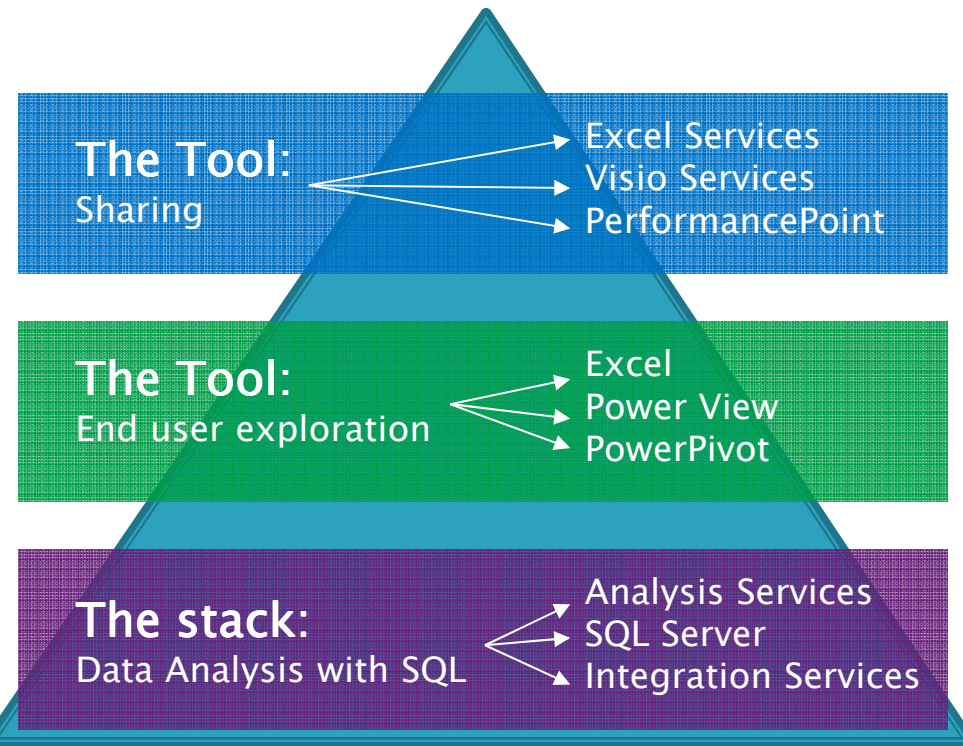 The Tool:
Sharing
Excel Services
Visio Services
PerformancePoint
The Tool:
End user exploration
Excel
Power View
PowerPivot
The stack:
Data Analysis with SQL
Analysis Services
SQL Server
Integration Services